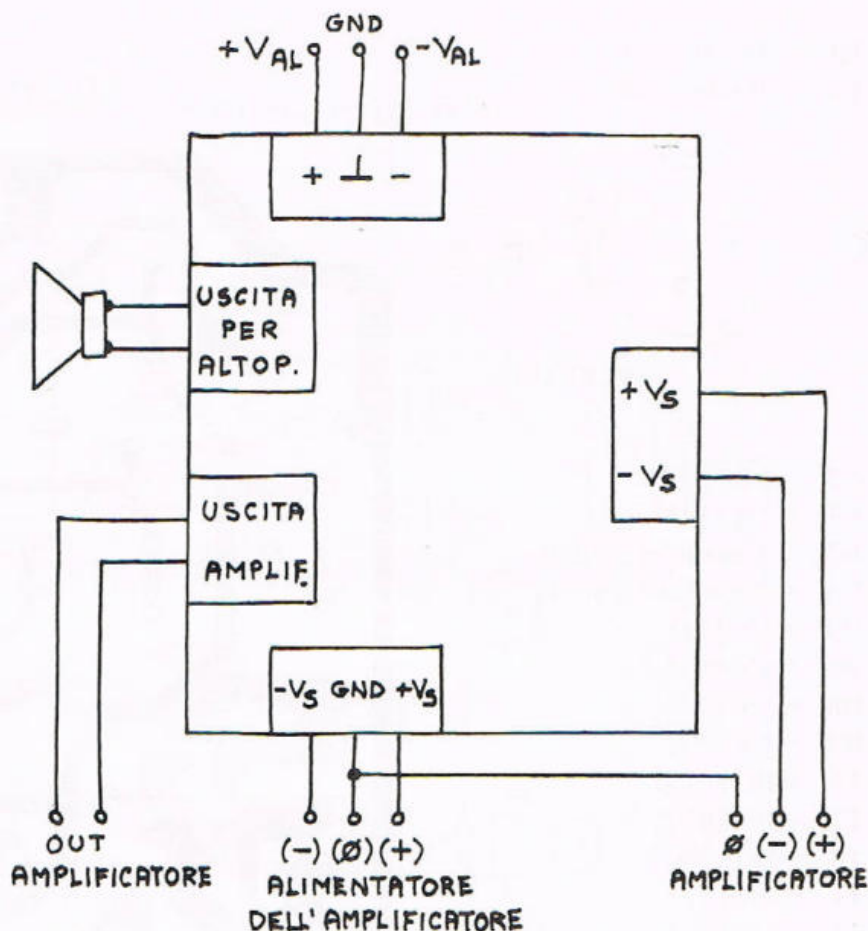 GND
+VAL -VAL
+ ⊥ -
USCITA
PER
ALTOP.
+VS
-VS
USCITA
AMPLIF.
-VS GND +VS
OUT
AMPLIFICATORE
(-) (Ø) (+)
ALIMENTATORE
DELL'AMPLIFICATORE
Ø (-) (+)
AMPLIFICATORE